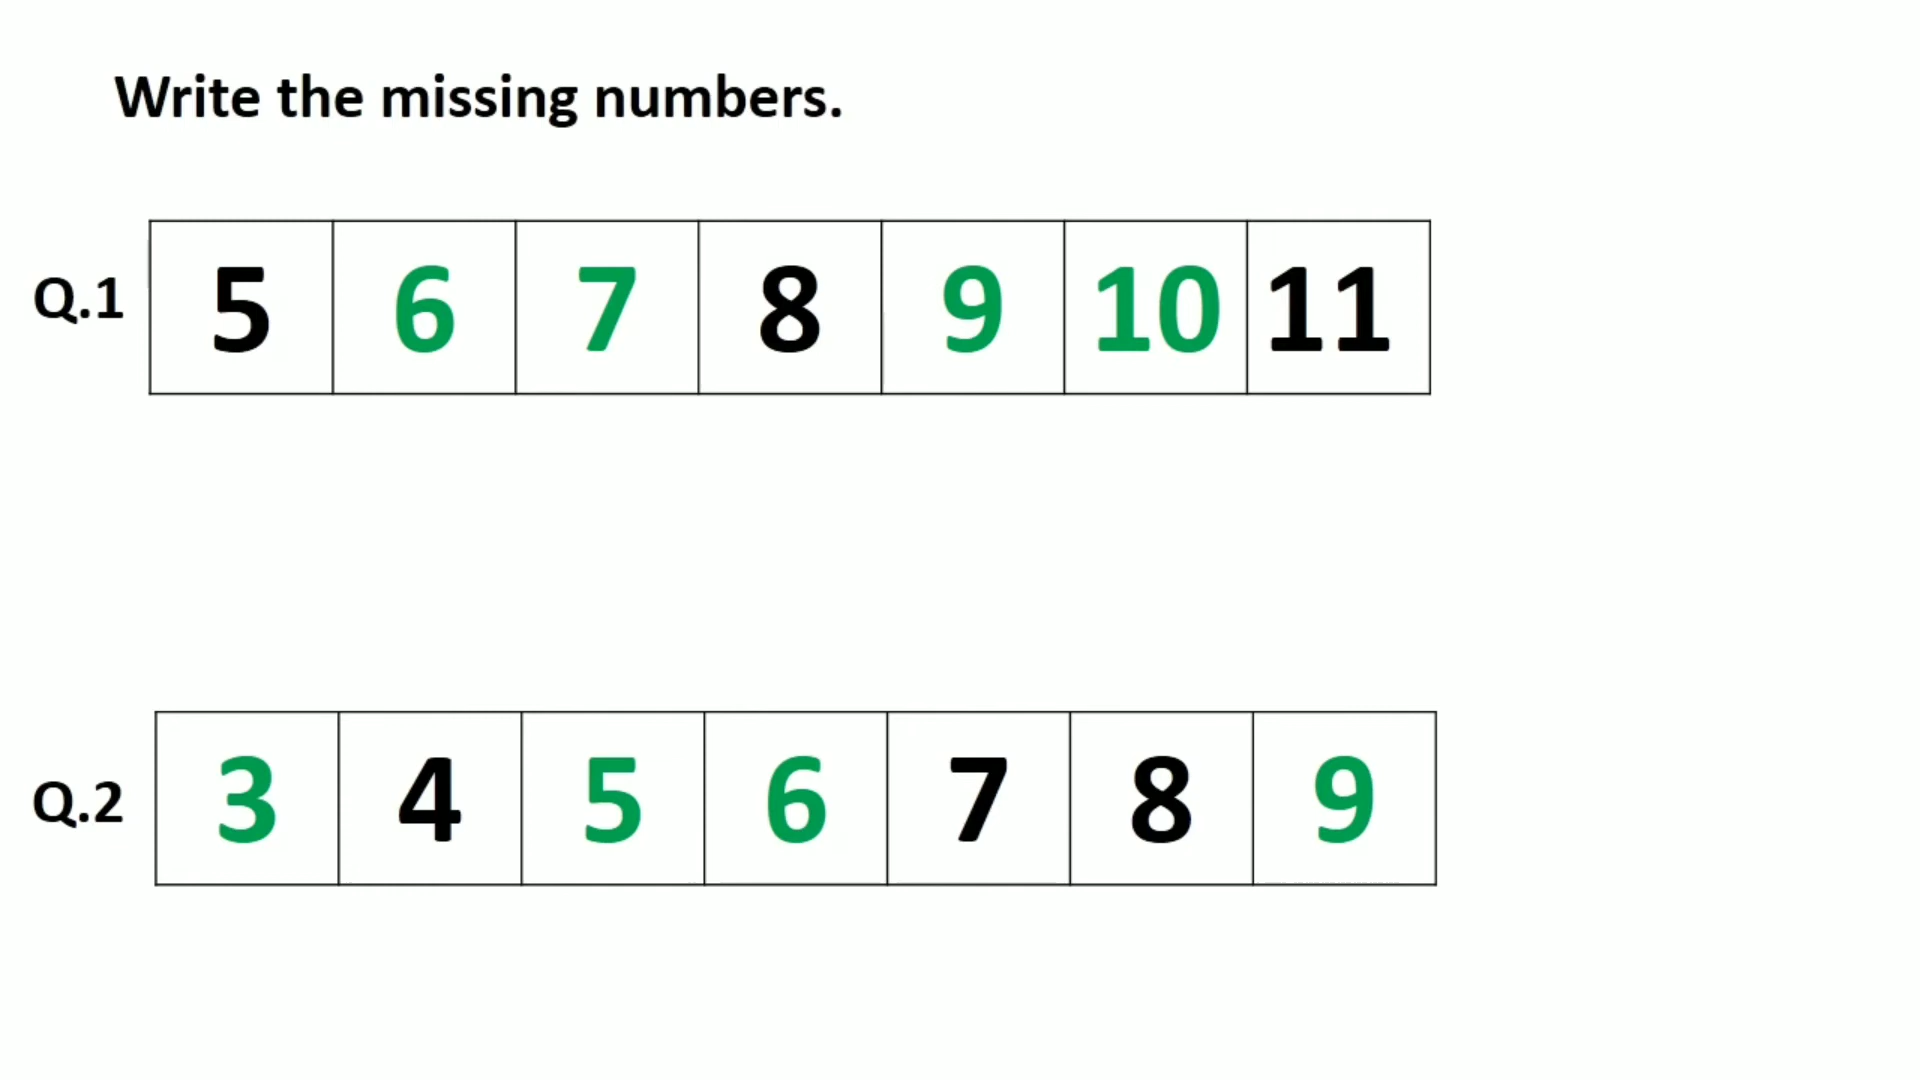 Write the missing numbers.
Q.1 5 6 7 8 9 10 11
Q.2 3 4 5 6 7 8 9